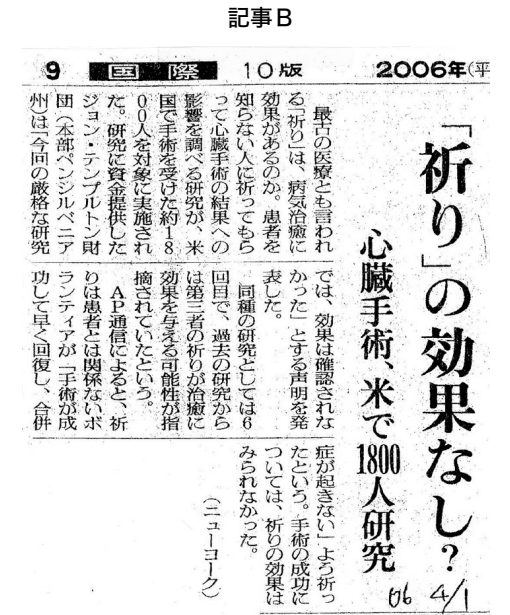 記事B
9 国際 10版 2006年(平
「祈り」の効果なし?
心臓手術、米で1800人研究
最古の医療とも言われ
る「祈り」は、病気治癒に
効果があるのか。患者を
知らない人に祈ってもら
って心臓手術の結果への
影響を調べる研究が、米
国で手術を受けた約18
00人を対象に実施され
た。研究に資金提供した
ジョン・テンプルトン財
団(本部ペンシルベニア
州)は「今回の厳格な研究
では、効果は確認されな
かった」とする声明を発
表した。
同種の研究としては6
回目で、過去の研究から
は第三者の祈りが治癒に
効果を与える可能性が指
摘されていたという。
AP通信によると、祈
りは患者とは関係ないボ
ランティアが「手術が成
功して早く回復し、合併
症が起きない」よう祈っ
たという。手術の成功に
ついては、祈りの効果は
みられなかった。
(ニューヨーク)
06 4/1